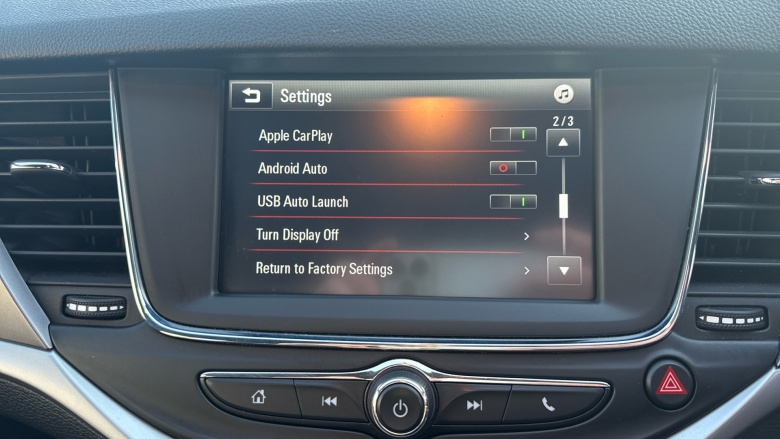 Settings
2/3
Apple CarPlay
Android Auto
USB Auto Launch
Turn Display Off
Return to Factory Settings